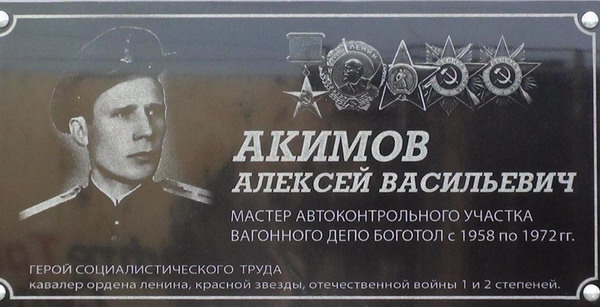 АКИМОВ
АЛЕКСЕЙ ВАСИЛЬЕВИЧ
МАСТЕР АВТОКОНТРОЛЬНОГО УЧАСТКА
ВАГОННОГО ДЕПО БОГОТОЛ с 1958 по 1972 гг.
ГЕРОЙ СОЦИАЛИСТИЧЕСКОГО ТРУДА
кавалер ордена ленина, красной звезды, отечественной войны 1 и 2 степеней.